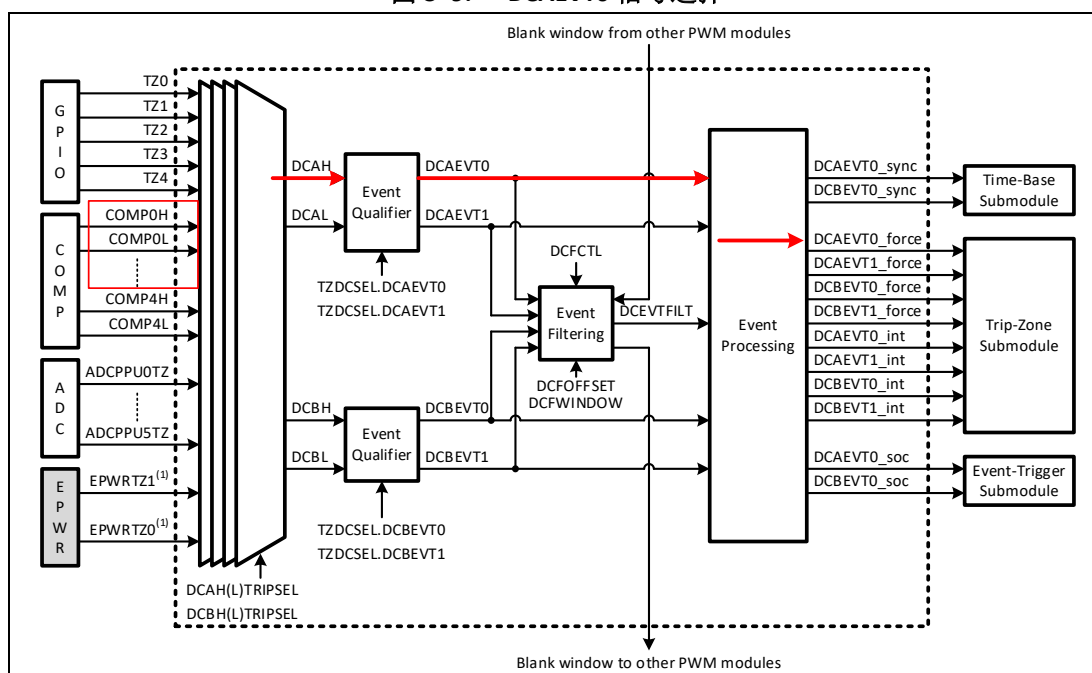 Blank window from other PWM modules
GPIO
TZ0
TZ1
TZ2
TZ3
TZ4
COMP
COMP0H
COMP0L
COMP4H
COMP4L
ADC
ADCPPU0TZ
ADCPPU5TZ
EPWR
EPWRTZ1(1)
EPWRTZ0(1)
DCAH(L)TRIPSEL
DCBH(L)TRIPSEL
DCAH
DCAL
Event
Qualifier
DCAEVT0
DCAEVT1
TZDCSEL.DCAEVT0
TZDCSEL.DCAEVT1
DCBH
DCBL
Event
Qualifier
DCBEVT0
DCBEVT1
TZDCSEL.DCBEVT0
TZDCSEL.DCBEVT1
DCFCTL
Event
Filtering
DCEVTFILT
DCFOFFSET
DCFWINDOW
Event
Processing
DCAEVT0_sync
DCBEVT0_sync
Time-Base
Submodule
DCAEVT0_force
DCAEVT1_force
DCBEVT0_force
DCBEVT1_force
DCAEVT0_int
DCAEVT1_int
DCBEVT0_int
DCBEVT1_int
Trip-Zone
Submodule
DCAEVT0_soc
DCBEVT0_soc
Event-Trigger
Submodule
Blank window to other PWM modules